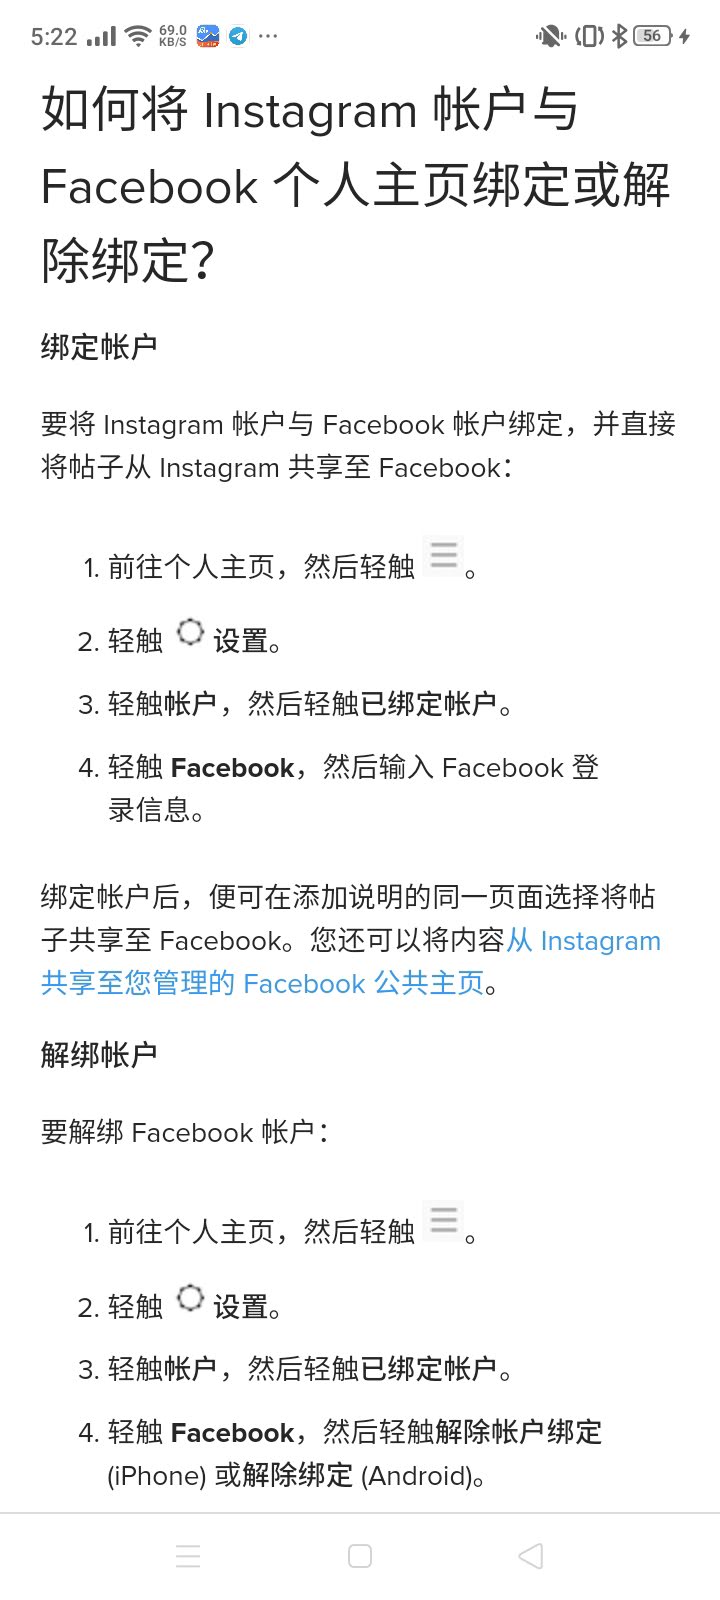 5:22 69.0 KB/S 56
如何将 Instagram 帐户与
Facebook 个人主页绑定或解
除绑定？
绑定帐户
要将 Instagram 帐户与 Facebook 帐户绑定，并直接
将帖子从 Instagram 共享至 Facebook：
1. 前往个人主页，然后轻触 。
2. 轻触 设置。
3. 轻触帐户，然后轻触已绑定帐户。
4. 轻触 Facebook，然后输入 Facebook 登
录信息。
绑定帐户后，便可在添加说明的同一页面选择将帖
子共享至 Facebook。您还可以将内容从 Instagram
共享至您管理的 Facebook 公共主页。
解绑帐户
要解绑 Facebook 帐户：
1. 前往个人主页，然后轻触 。
2. 轻触 设置。
3. 轻触帐户，然后轻触已绑定帐户。
4. 轻触 Facebook，然后轻触解除帐户绑定
(iPhone) 或解除绑定 (Android)。